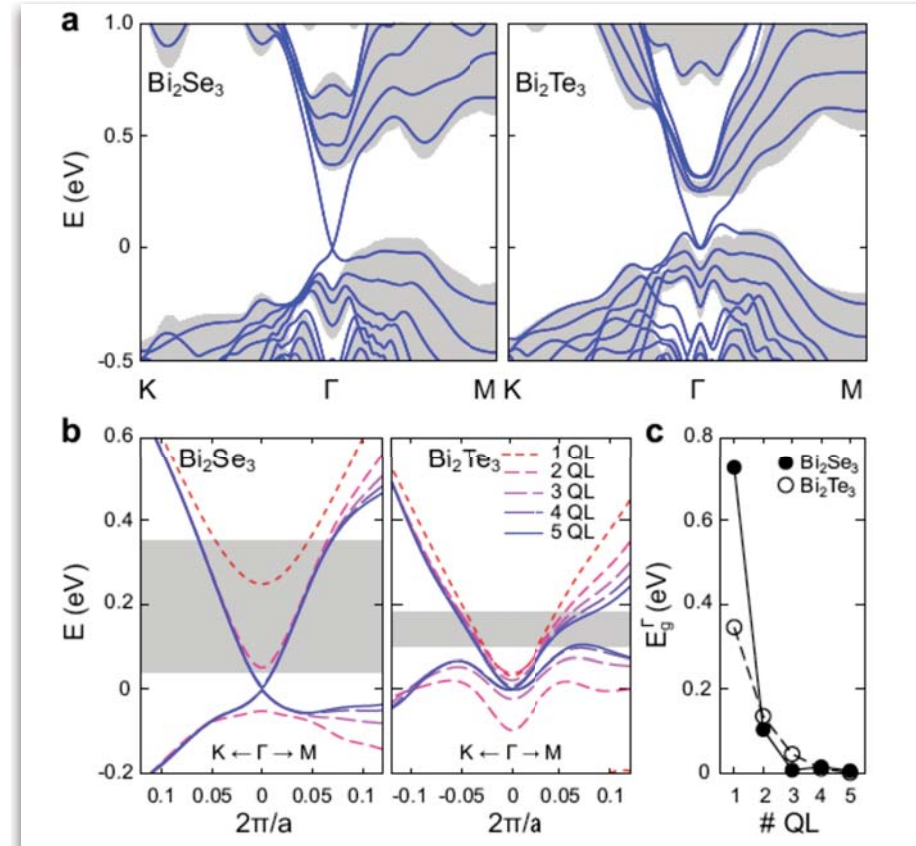 a
Bi₂Se₃
Bi₂Te₃
E (eV)
1.0
0.5
0
-0.5
K
Γ
M
K
Γ
M
b
Bi₂Se₃
Bi₂Te₃
1 QL
2 QL
3 QL
4 QL
5 QL
E (eV)
0.6
0.4
0.2
0
-0.2
K ← Γ → M
K ← Γ → M
0.1 0.05 0 0.05 0.1
-0.1 -0.05 0 0.05 0.1
2π/a
2π/a
c
Bi₂Se₃
Bi₂Te₃
E_g^Γ (eV)
0.8
0.6
0.4
0.2
0
1 2 3 4 5
# QL